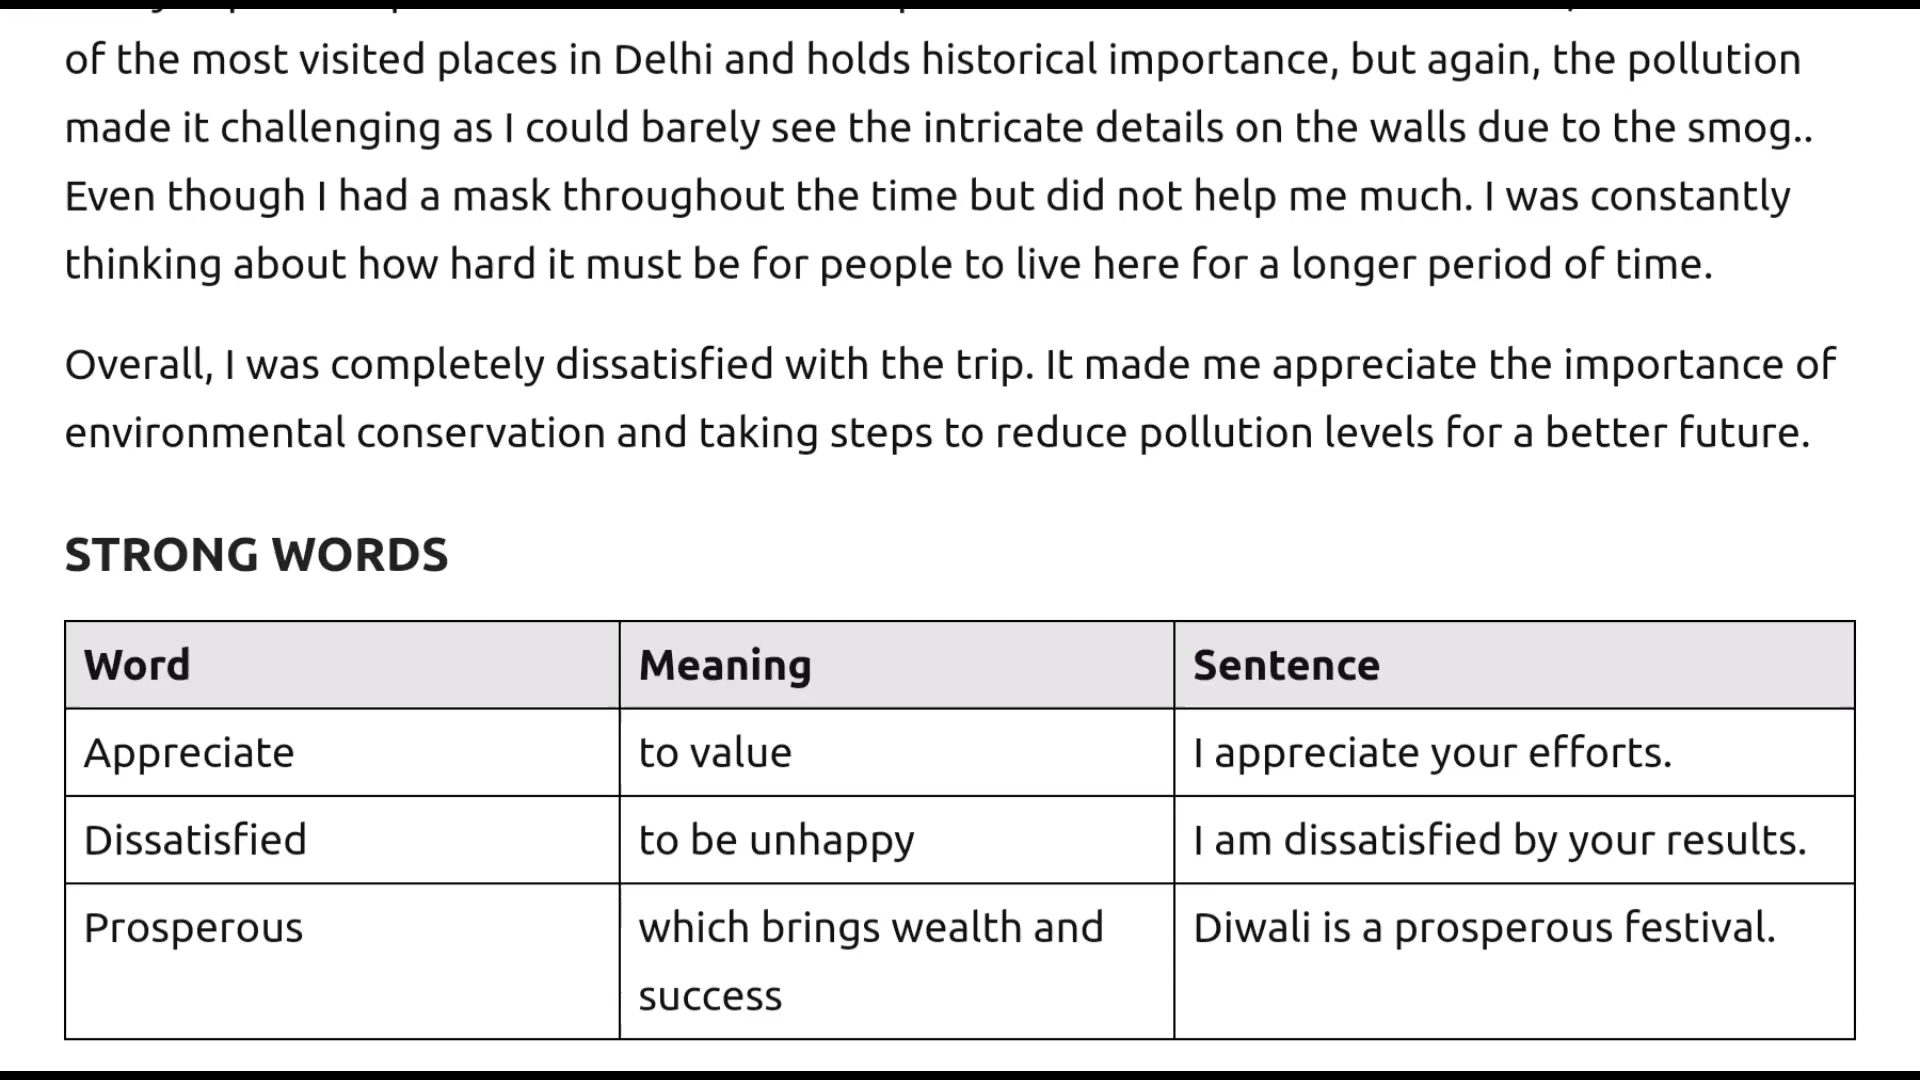 of the most visited places in Delhi and holds historical importance, but again, the pollution
made it challenging as I could barely see the intricate details on the walls due to the smog..
Even though I had a mask throughout the time but did not help me much. I was constantly
thinking about how hard it must be for people to live here for a longer period of time.
Overall, I was completely dissatisfied with the trip. It made me appreciate the importance of
environmental conservation and taking steps to reduce pollution levels for a better future.
STRONG WORDS
Word Meaning Sentence
Appreciate to value I appreciate your efforts.
Dissatisfied to be unhappy I am dissatisfied by your results.
Prosperous which brings wealth and Diwali is a prosperous festival.
success